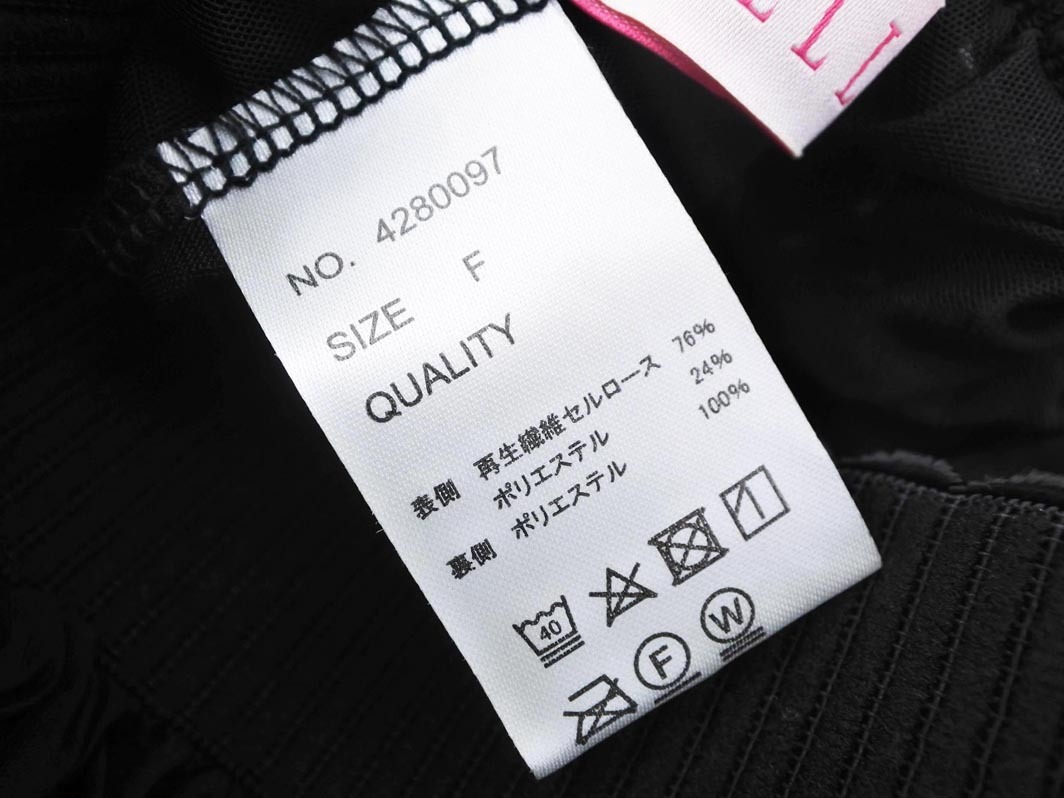 NO. 4280097
SIZE F
QUALITY
表側 再生繊維セルロース 76%
ポリエステル 24%
裏側 ポリエステル 100%
40
F W